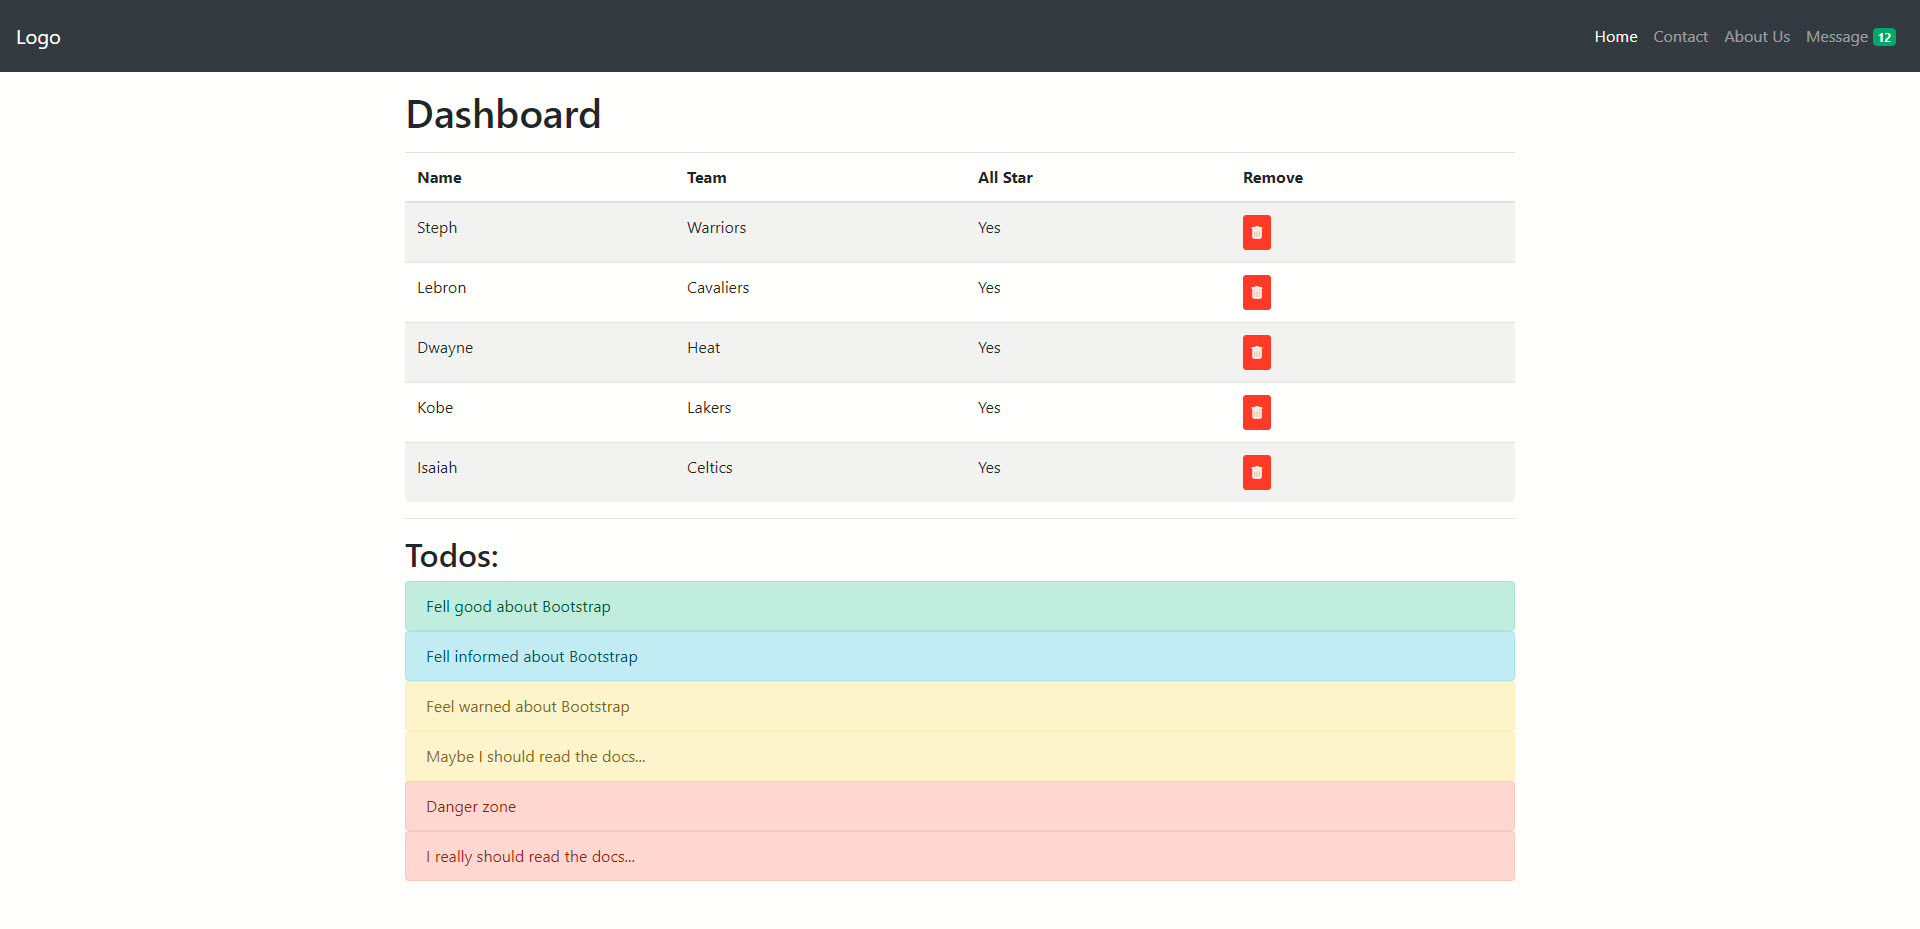 Logo Home Contact About Us Message 12
Dashboard
Name Team All Star Remove
Steph Warriors Yes
Lebron Cavaliers Yes
Dwayne Heat Yes
Kobe Lakers Yes
Isaiah Celtics Yes
Todos:
Fell good about Bootstrap
Fell informed about Bootstrap
Feel warned about Bootstrap
Maybe I should read the docs...
Danger zone
I really should read the docs...